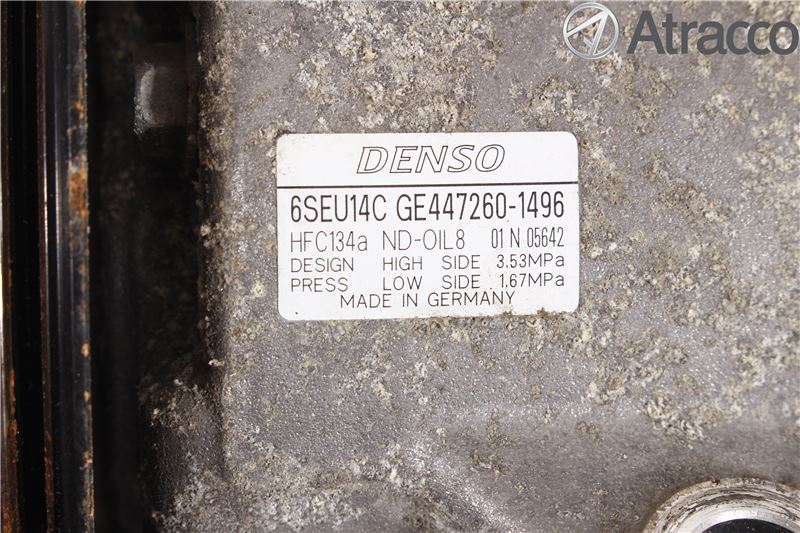 Atracco
DENSO
6SEU14C GE447260-1496
HFC134a ND-OIL8 01 N 05642
DESIGN HIGH SIDE 3.53MPa
PRESS LOW SIDE 1.67MPa
MADE IN GERMANY